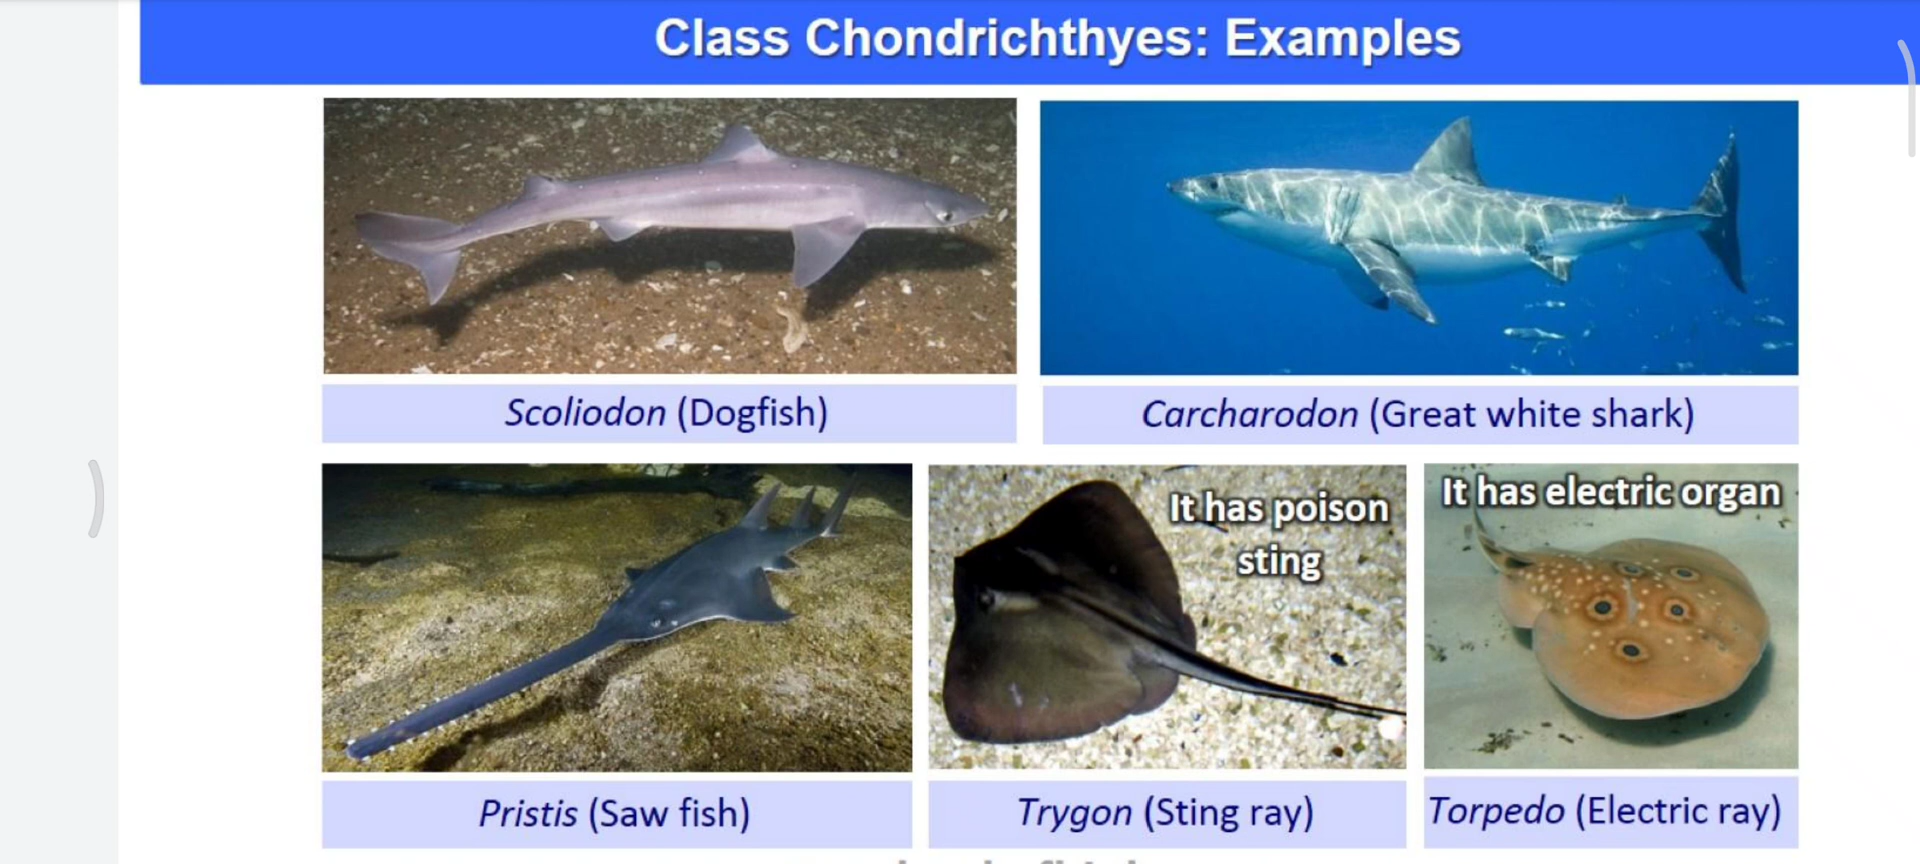 Class Chondrichthyes: Examples
Scoliodon (Dogfish)
Carcharodon (Great white shark)
It has poison
sting
It has electric organ
Pristis (Saw fish)
Trygon (Sting ray)
Torpedo (Electric ray)